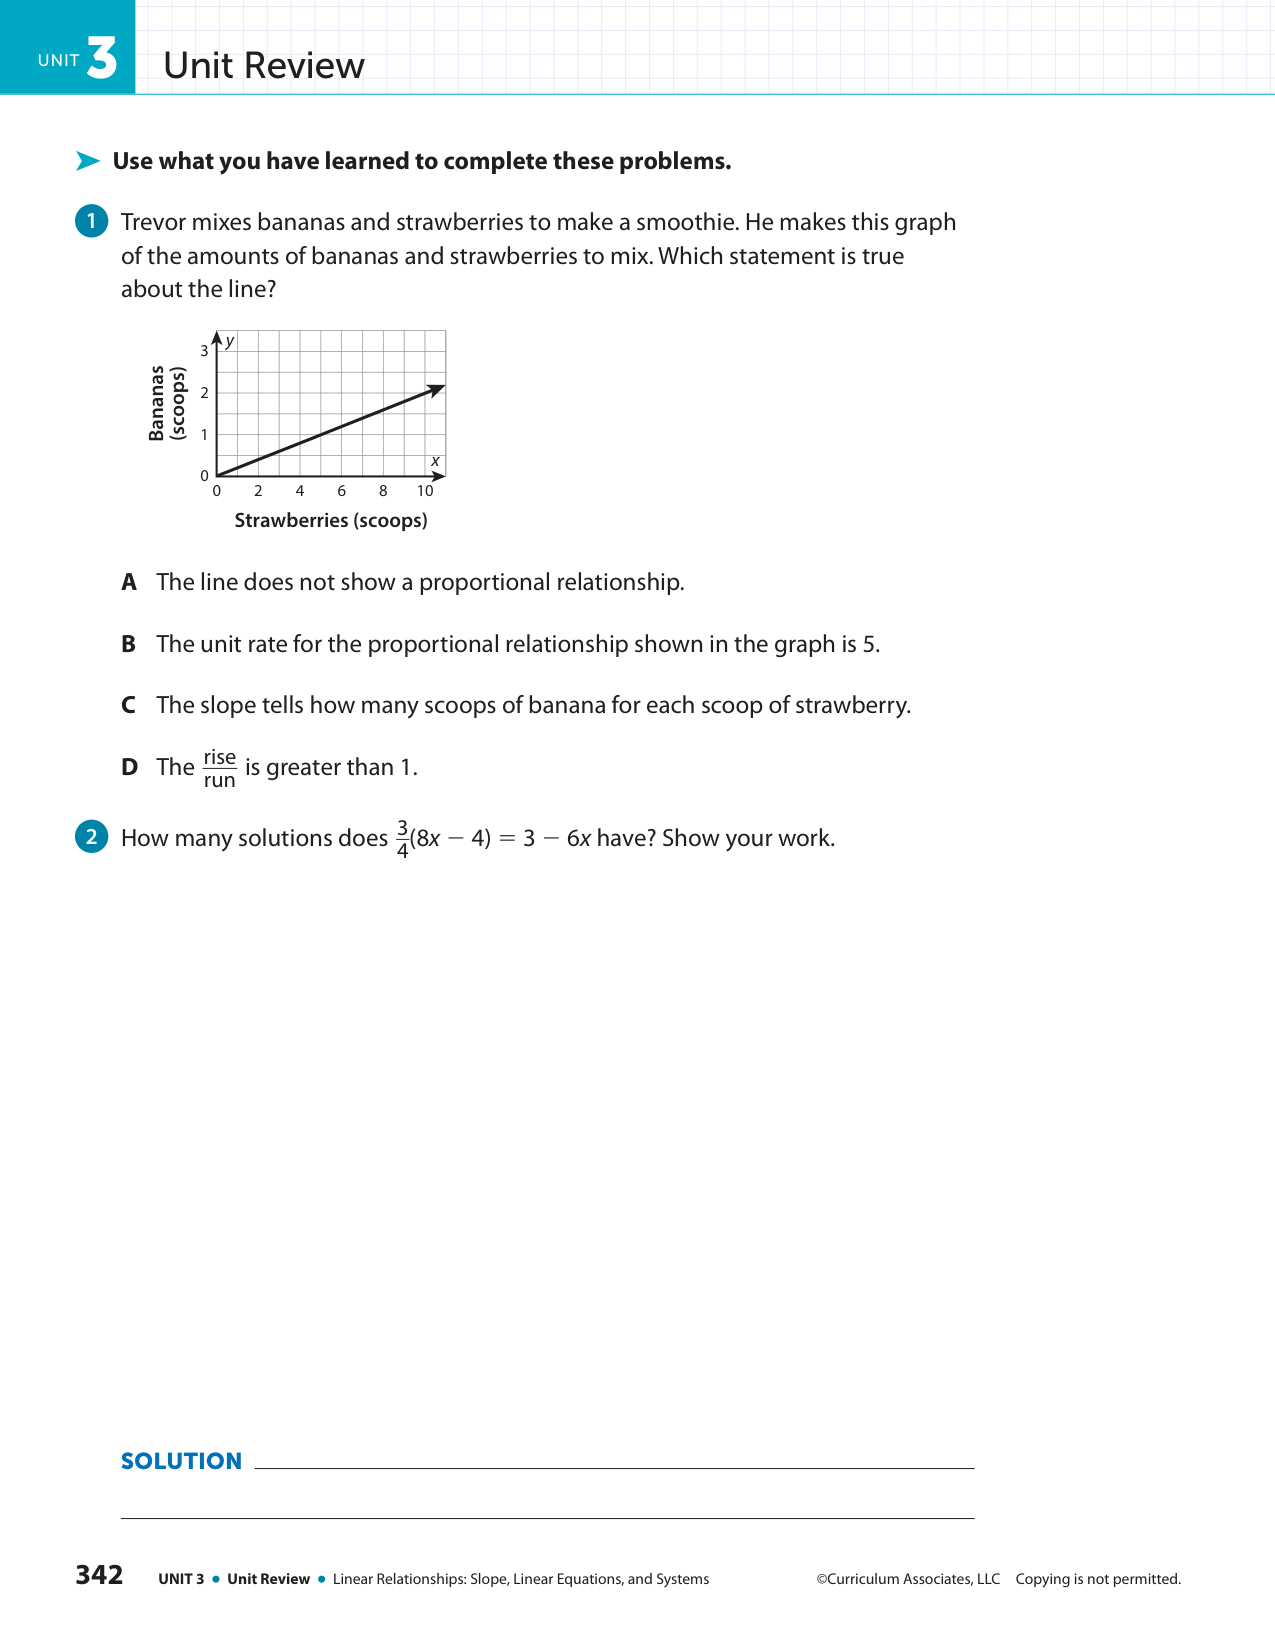 UNIT 3 Unit Review
➤ Use what you have learned to complete these problems.
1 Trevor mixes bananas and strawberries to make a smoothie. He makes this graph
of the amounts of bananas and strawberries to mix. Which statement is true
about the line?
y
3
2
1
0
Bananas
(scoops)
x
0 2 4 6 8 10
Strawberries (scoops)
A The line does not show a proportional relationship.
B The unit rate for the proportional relationship shown in the graph is 5.
C The slope tells how many scoops of banana for each scoop of strawberry.
D The rise/run is greater than 1.
2 How many solutions does 3/4(8x − 4) = 3 − 6x have? Show your work.
SOLUTION
342 UNIT 3 • Unit Review • Linear Relationships: Slope, Linear Equations, and Systems ©Curriculum Associates, LLC Copying is not permitted.